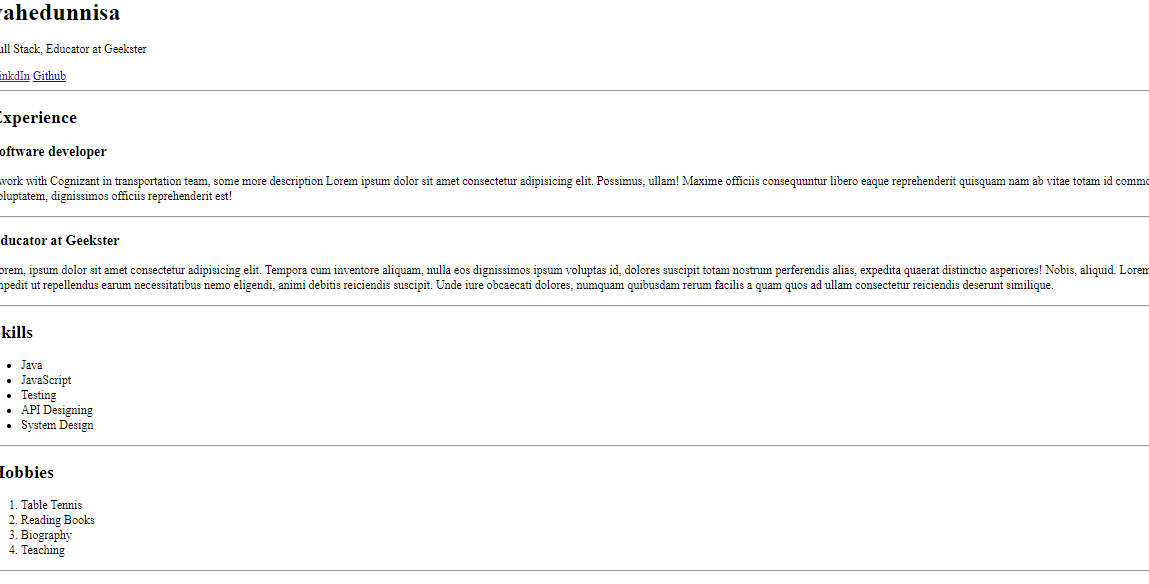 ahedunnisa
ull Stack, Educator at Geekster
inkdIn Github
Experience
oftware developer
work with Cognizant in transportation team, some more description Lorem ipsum dolor sit amet consectetur adipisicing elit. Possimus, ullam! Maxime officiis consequuntur libero eaque reprehenderit quisquam nam ab vitae totam id commo
oluptatem, dignissimos officiis reprehenderit est!
ducator at Geekster
orem, ipsum dolor sit amet consectetur adipisicing elit. Tempora cum inventore aliquam, nulla eos dignissimos ipsum voluptas id, dolores suscipit totam nostrum perferendis alias, expedita quaerat distinctio asperiores! Nobis, aliquid. Lorem
mpedit ut repellendus earum necessitatibus nemo eligendi, animi debitis reiciendis suscipit. Unde iure obcaecati dolores, numquam quibusdam rerum facilis a quam quos ad ullam consectetur reiciendis deserunt similique.
kills
• Java
• JavaScript
• Testing
• API Designing
• System Design
Hobbies
1. Table Tennis
2. Reading Books
3. Biography
4. Teaching